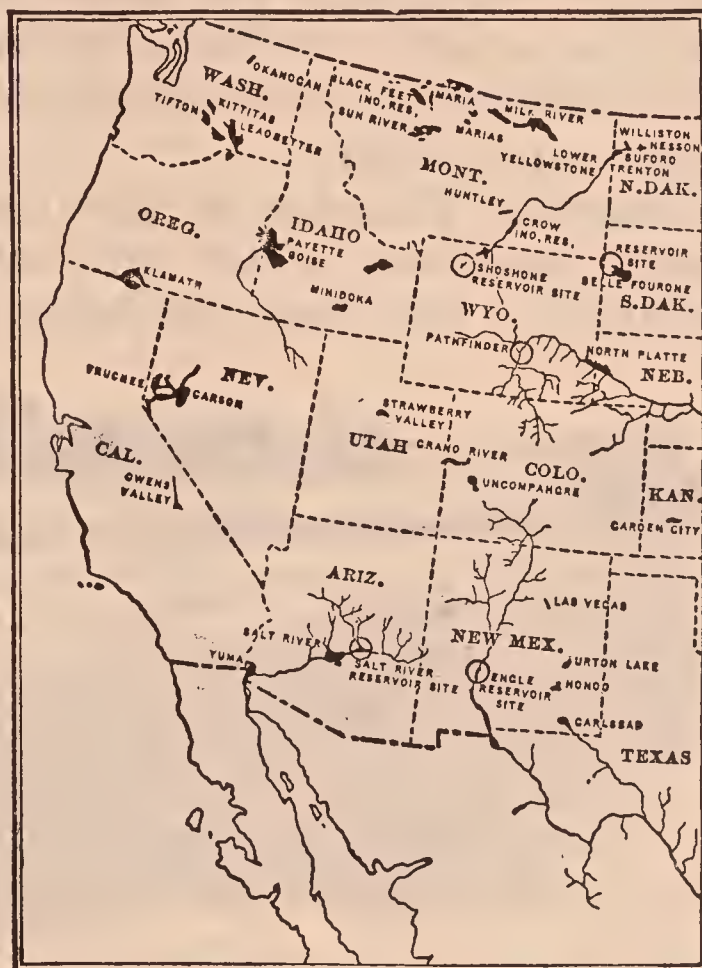 WASH.
OKANOGAN
TIFTON
KITTITAS
LEADBETTER
BLACK FEET
IND. RES.
SUN RIVER
MARIA
MARIAS
MILK RIVER
MONT.
HUNTLEY
LOWER
YELLOWSTONE
CROW
IND. RES.
WILLISTON
NESSON
BUFORD
TRENTON
N. DAK.
OREG.
IDAHO
PAYETTE
BOISE
MINIDOKA
KLAMATH
SHOSHONE
RESERVOIR SITE
WYO.
PATHFINDER
RESERVOIR
SITE
BELLE FOURCHE
S. DAK.
NORTH PLATTE
NEB.
TRUCKEE
CARSON
NEV.
CAL.
OWENS
VALLEY
STRAWBERRY
VALLEY
UTAH
GRAND RIVER
COLO.
UNCOMPAHGRE
KAN.
GARDEN CITY
ARIZ.
SALT RIVER
YUMA
SALT RIVER
RESERVOIR SITE
NEW MEX.
LAS VEGAS
URTON LAKE
HONDO
ENGLE
RESERVOIR
SITE
CARLSBAD
TEXAS